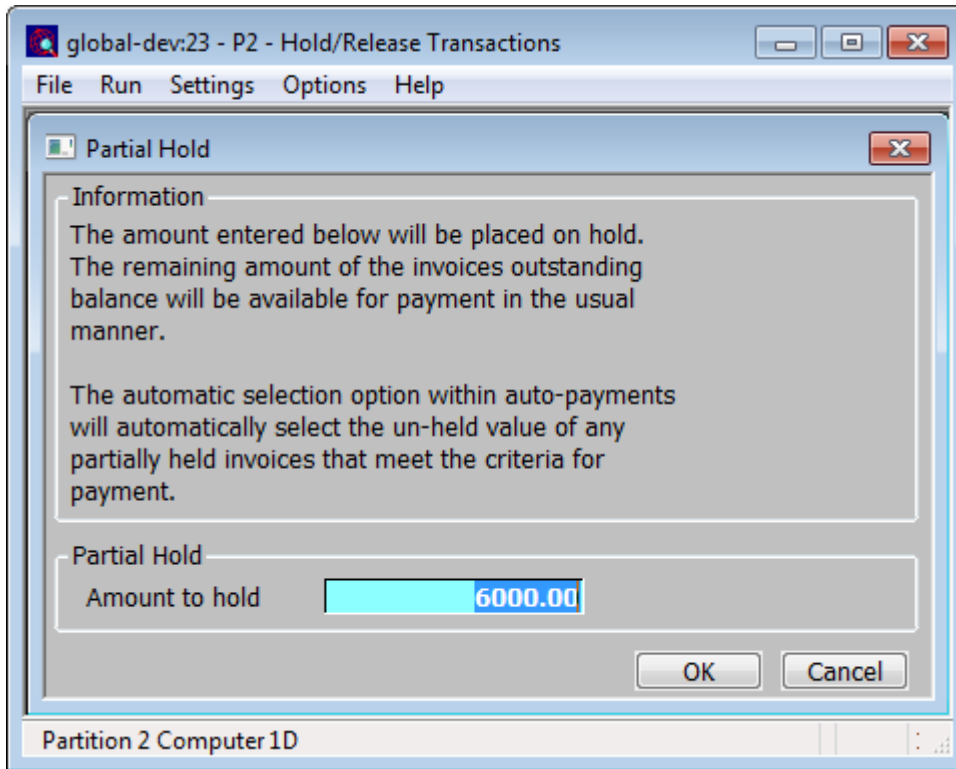 global-dev:23 - P2 - Hold/Release Transactions
File Run Settings Options Help
Partial Hold
Information
The amount entered below will be placed on hold.
The remaining amount of the invoices outstanding
balance will be available for payment in the usual
manner.
The automatic selection option within auto-payments
will automatically select the un-held value of any
partially held invoices that meet the criteria for
payment.
Partial Hold
Amount to hold 6000.00
OK Cancel
Partition 2 Computer 1D :